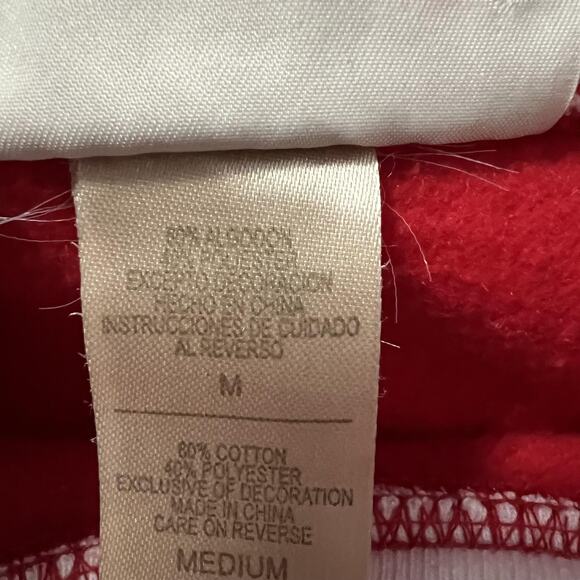 60% ALGODON
40% POLYESTER
EXCEPTO DECORACION
HECHO EN CHINA
INSTRUCCIONES DE CUIDADO
AL REVERSO
M
60% COTTON
40% POLYESTER
EXCLUSIVE OF DECORATION
MADE IN CHINA
CARE ON REVERSE
MEDIUM